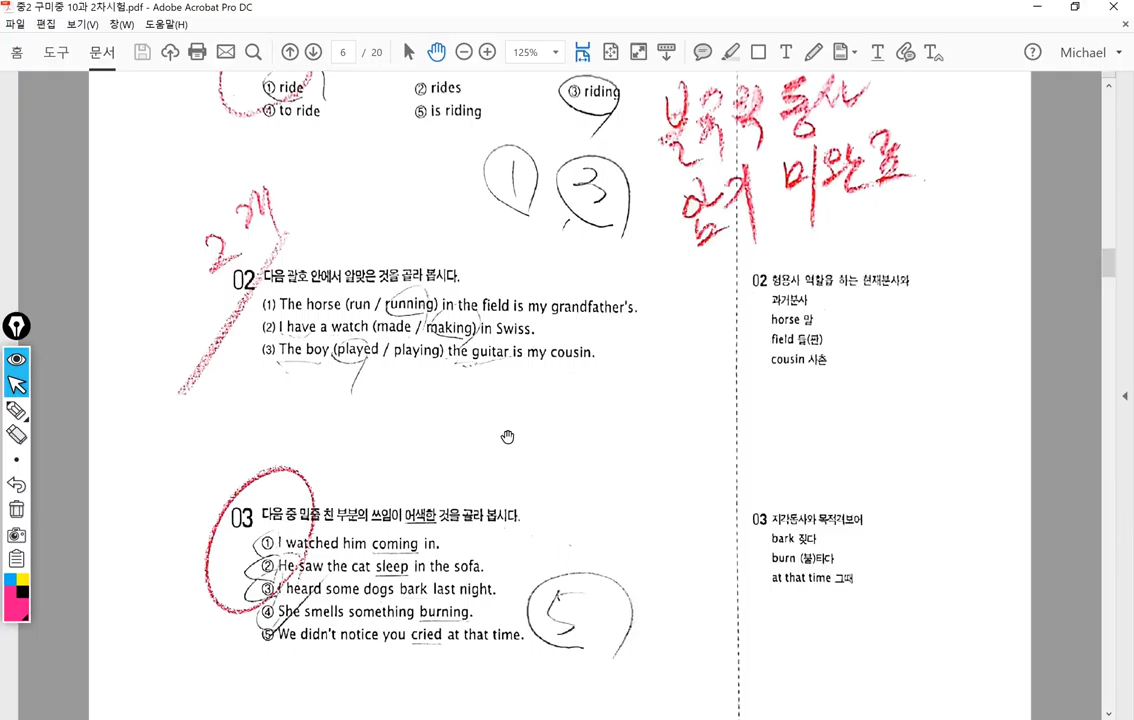 중2 구미중 10과 2차시험.pdf - Adobe Acrobat Pro DC
파일 편집 보기(V) 창(W) 도움말(H)
홈 도구 문서 6 / 20 125% Michael
① ride ② rides ③ riding
④ to ride ⑤ is riding
불규칙 동사
암기 미완료
1 3
2개
02 다음 괄호 안에서 알맞은 것을 골라 봅시다.
(1) The horse (run / running) in the field is my grandfather's.
(2) I have a watch (made / making) in Swiss.
(3) The boy (played / playing) the guitar is my cousin.
02 형용사 역할을 하는 현재분사와
과거분사
horse 말
field 들(판)
cousin 사촌
03 다음 중 밑줄 친 부분의 쓰임이 어색한 것을 골라 봅시다.
① I watched him coming in.
② He saw the cat sleep in the sofa.
③ I heard some dogs bark last night.
④ She smells something burning.
⑤ We didn't notice you cried at that time.
5
03 지각동사와 목적격보어
bark 짖다
burn (불)타다
at that time 그때